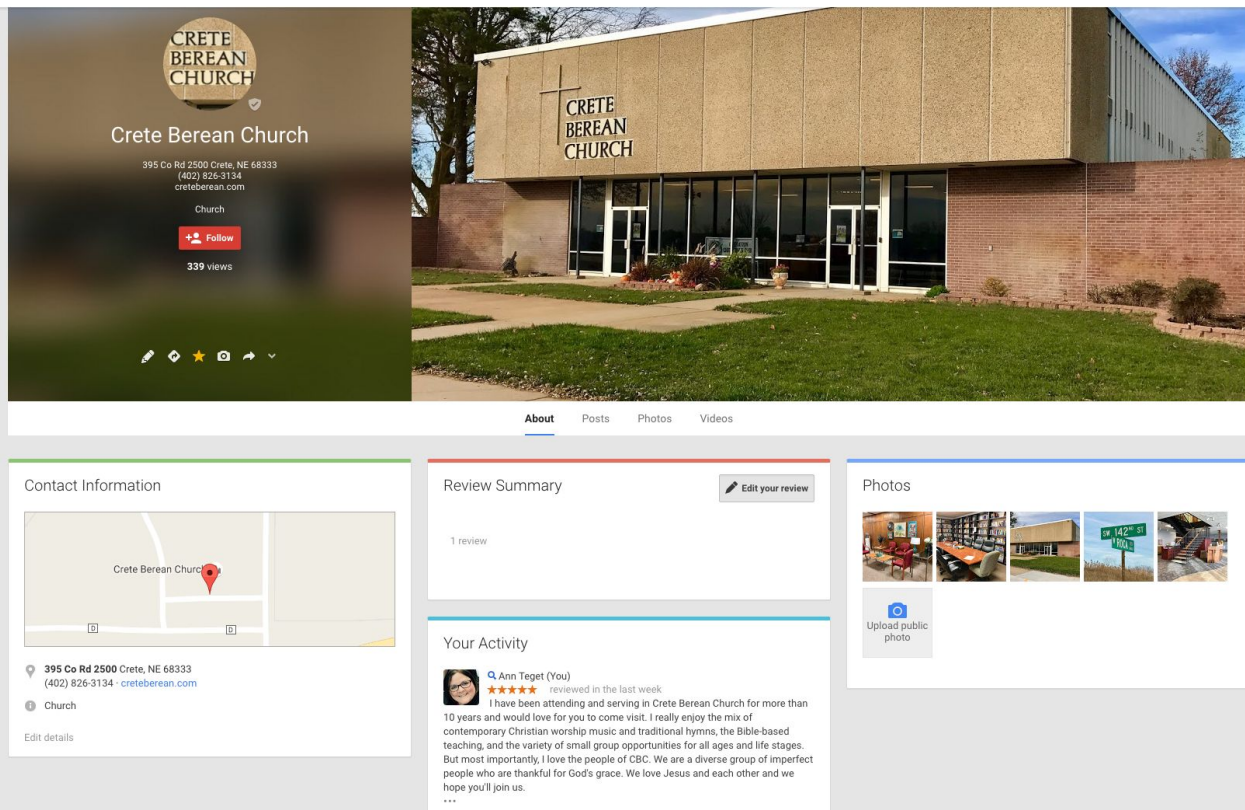 CRETE
BEREAN
CHURCH
Crete Berean Church
395 Co Rd 2500 Crete, NE 68333
(402) 826-3134
creteberean.com
Church
Follow
339 views
CRETE
BEREAN
CHURCH
About Posts Photos Videos
Contact Information
Crete Berean Church
D
D
395 Co Rd 2500 Crete, NE 68333
(402) 826-3134 · creteberean.com
Church
Edit details
Review Summary
Edit your review
1 review
Your Activity
Ann Teget (You)
reviewed in the last week
I have been attending and serving in Crete Berean Church for more than
10 years and would love for you to come visit. I really enjoy the mix of
contemporary Christian worship music and traditional hymns, the Bible-based
teaching, and the variety of small group opportunities for all ages and life stages.
But most importantly, I love the people of CBC. We are a diverse group of imperfect
people who are thankful for God's grace. We love Jesus and each other and we
hope you'll join us.
Photos
SW 142ND ST
Upload public
photo